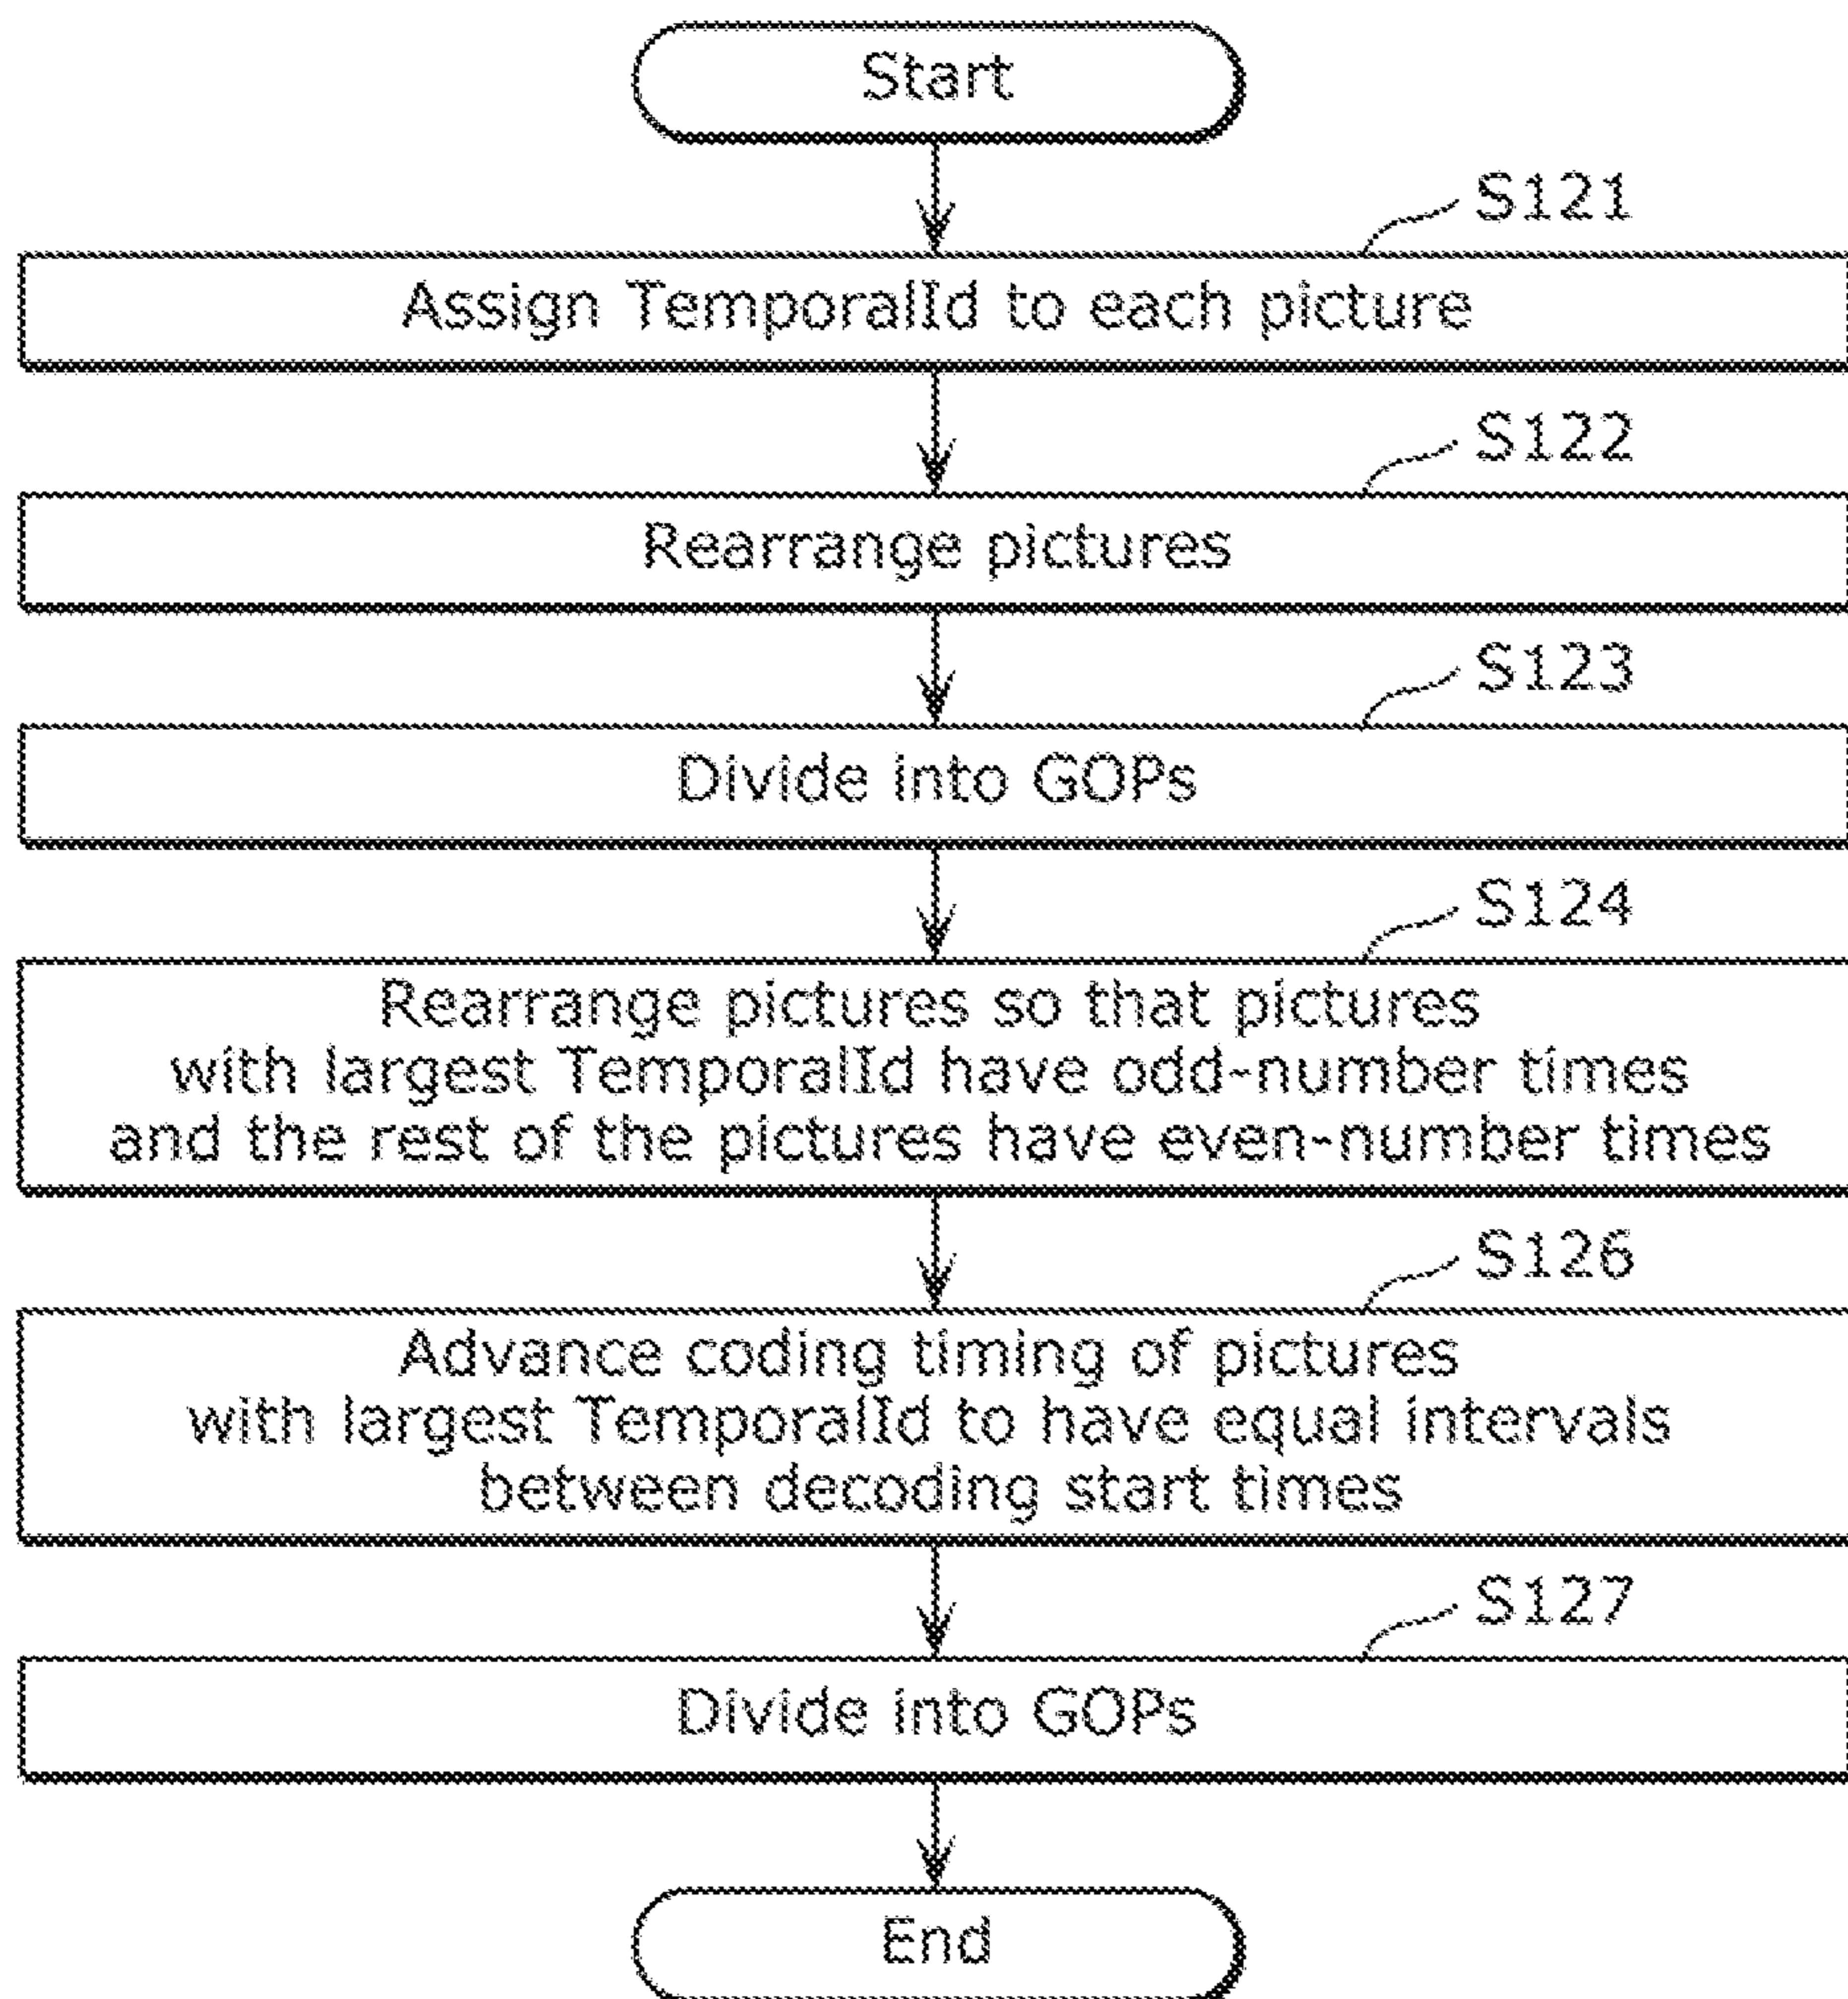 Start
S121
Assign TemporalId to each picture
S122
Rearrange pictures
S123
Divide into GOPs
S124
Rearrange pictures so that pictures
with largest TemporalId have odd-number times
and the rest of the pictures have even-number times
S126
Advance coding timing of pictures
with largest TemporalId to have equal intervals
between decoding start times
S127
Divide into GOPs
End